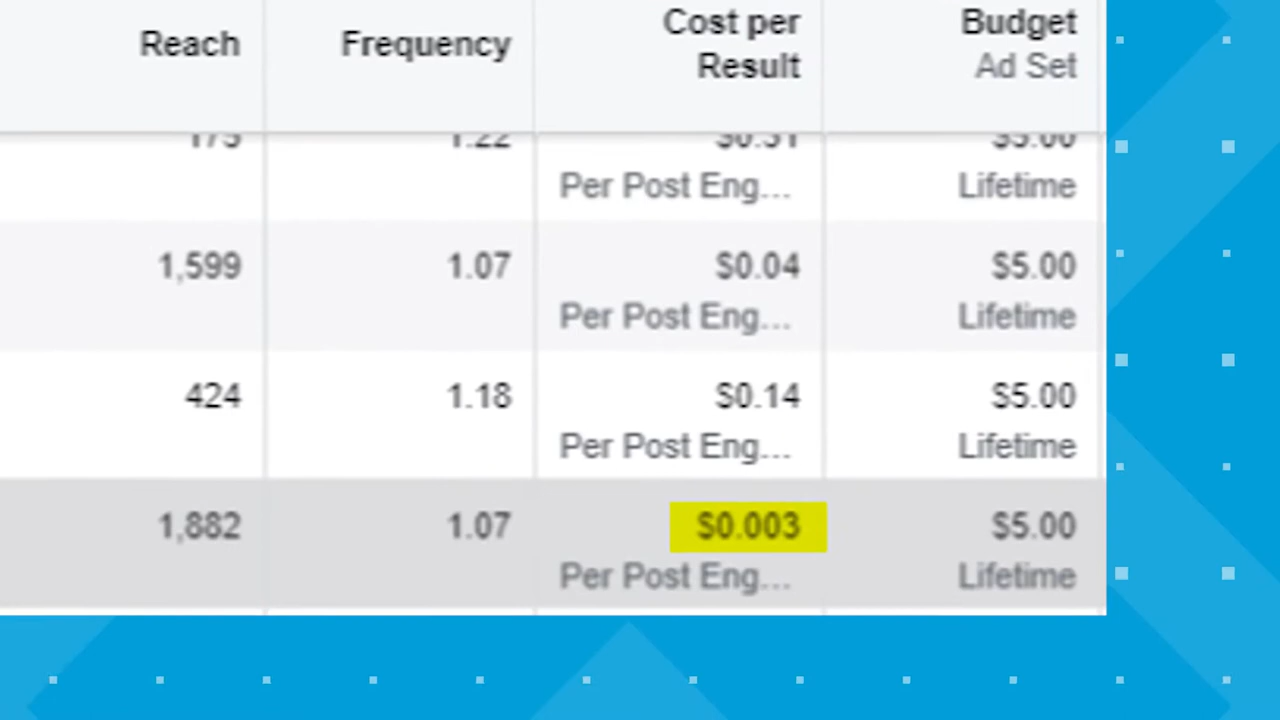 Reach Frequency Cost per Result Budget Ad Set
Per Post Eng... Lifetime
1,599 1.07 $0.04 $5.00
Per Post Eng... Lifetime
424 1.18 $0.14 $5.00
Per Post Eng... Lifetime
1,882 1.07 $0.003 $5.00
Per Post Eng... Lifetime